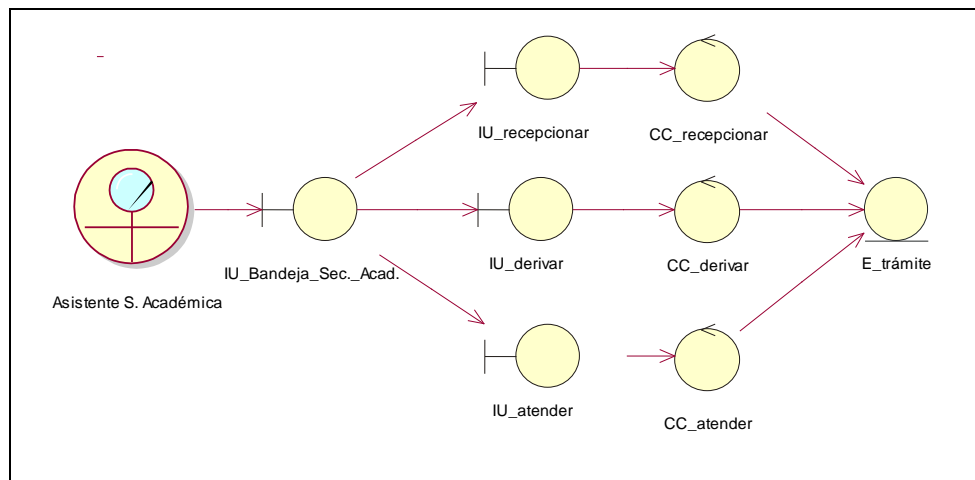 IU_recepcionar
CC_recepcionar
Asistente S. Académica
IU_Bandeja_Sec._Acad.
IU_derivar
CC_derivar
E_trámite
IU_atender
CC_atender